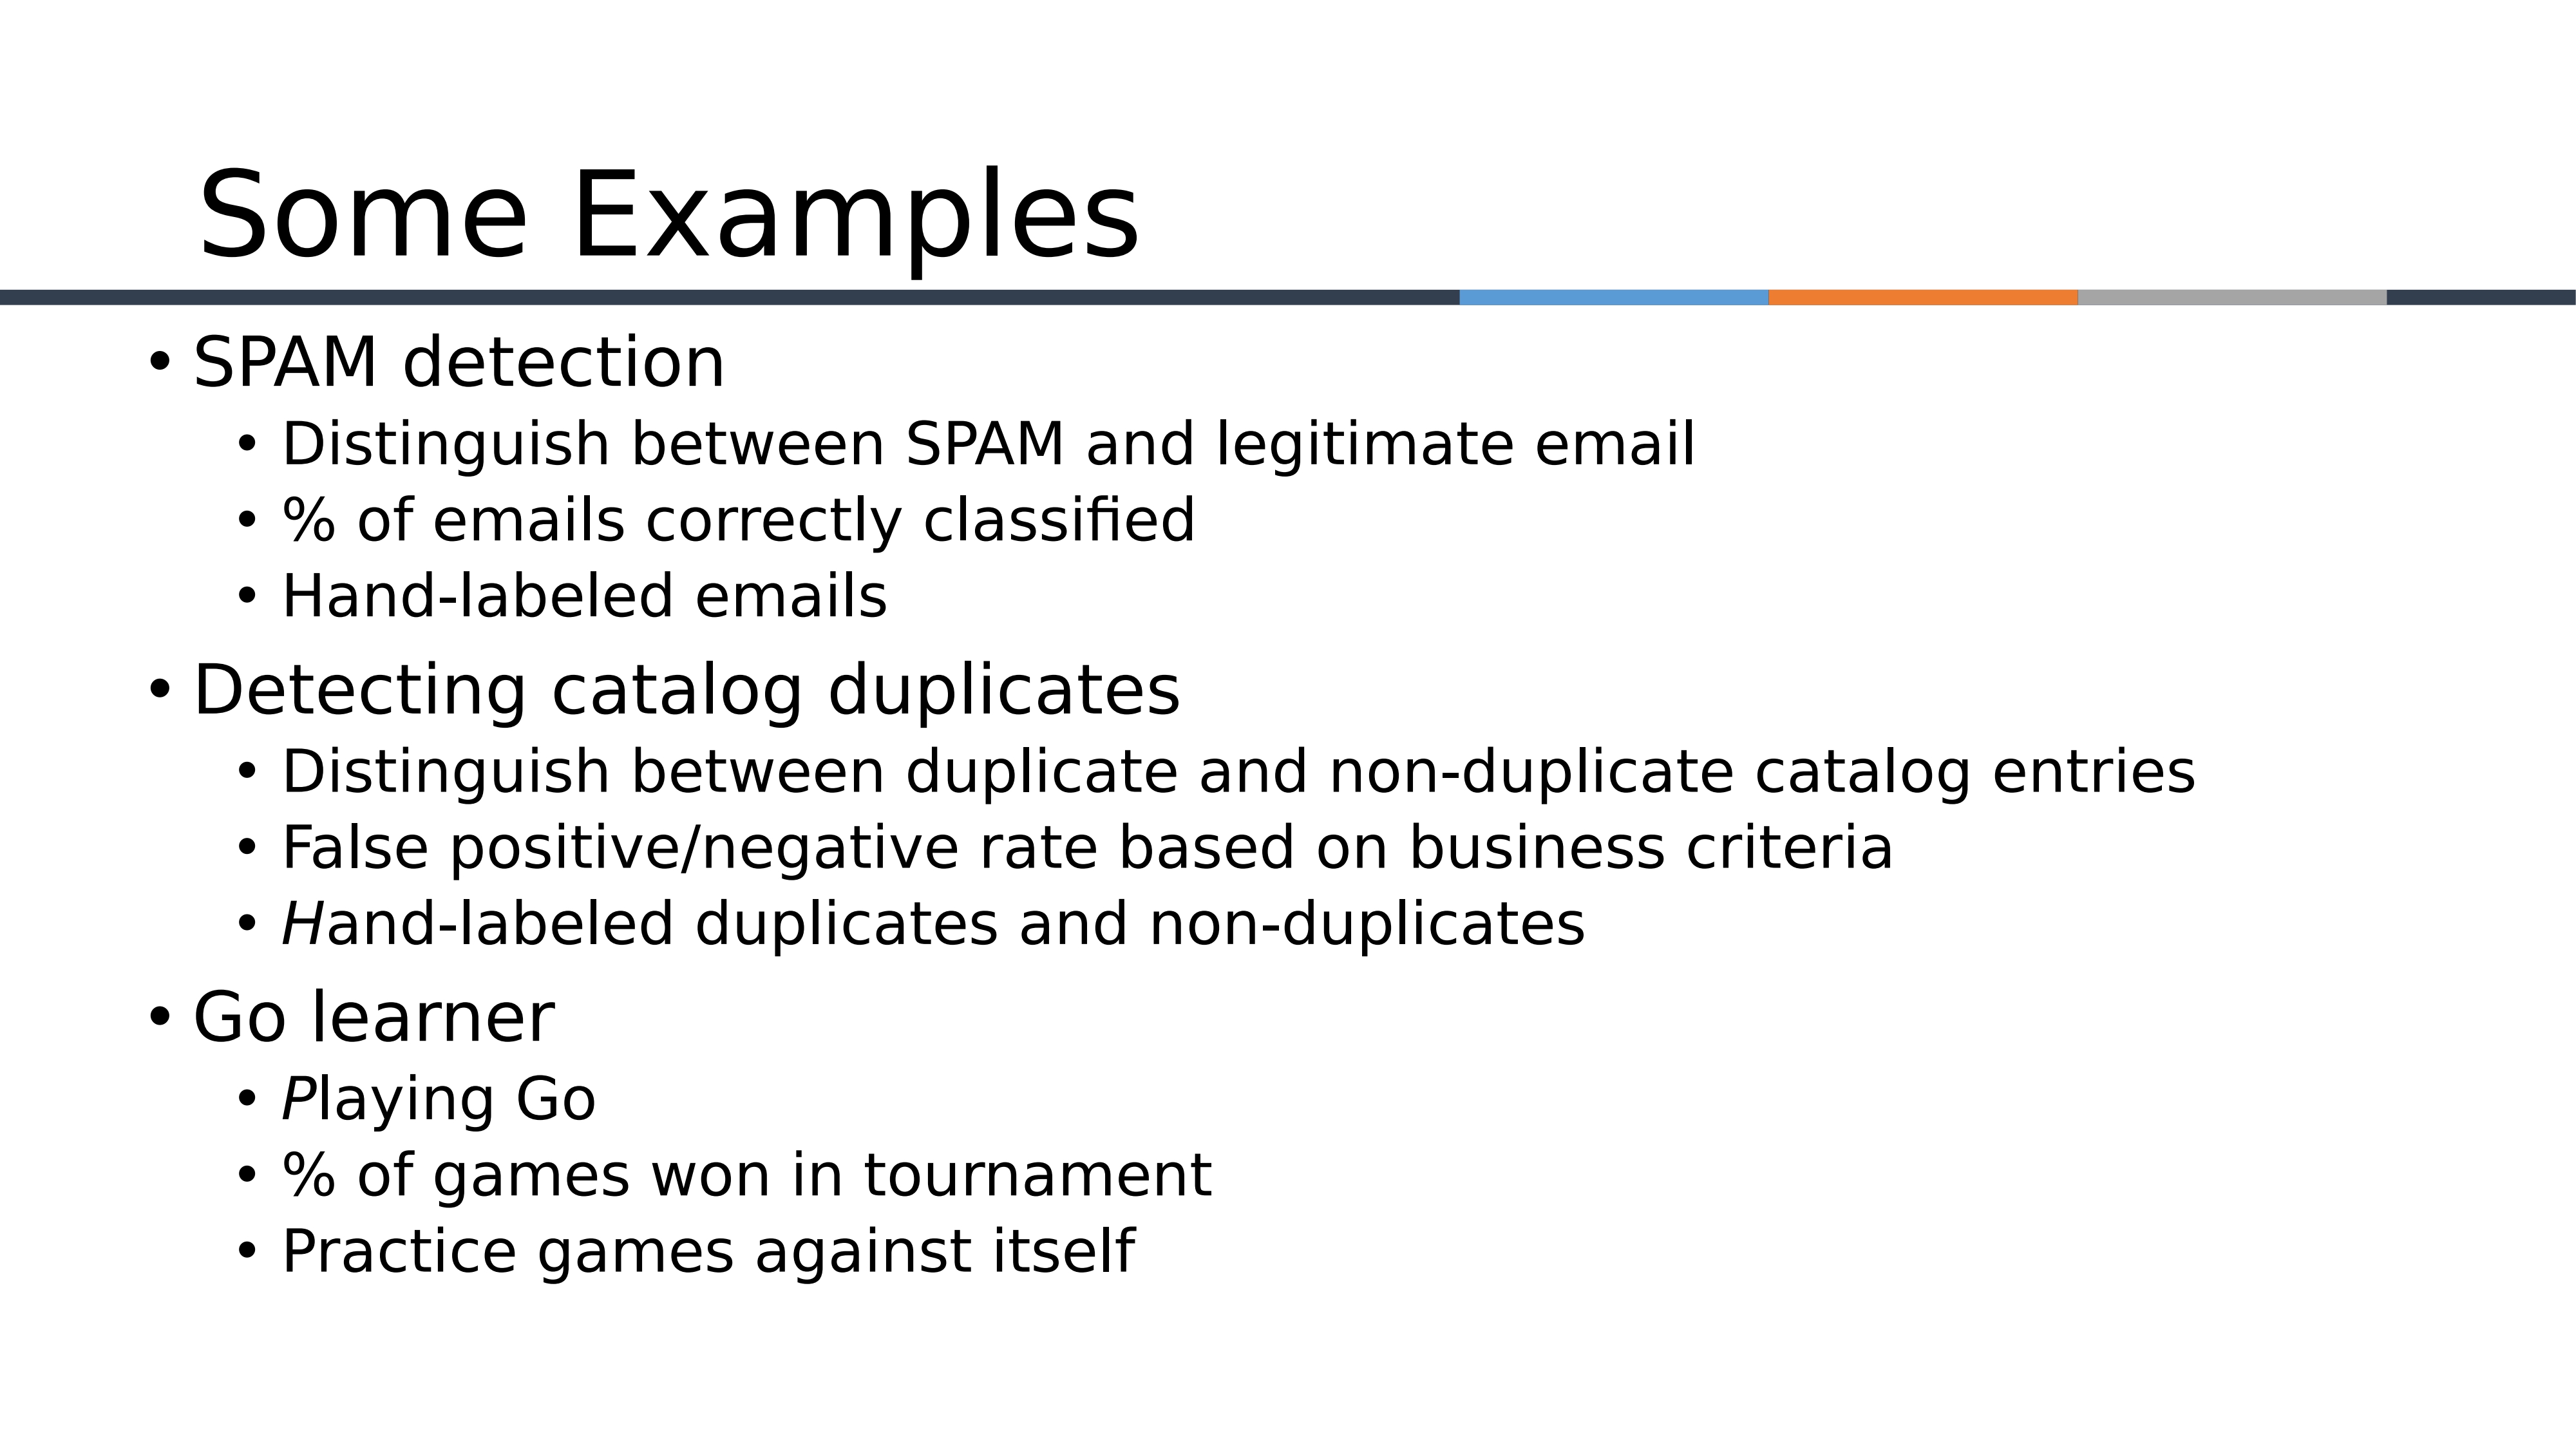 Some Examples
• SPAM detection
• Distinguish between SPAM and legitimate email
• % of emails correctly classified
• Hand-labeled emails
• Detecting catalog duplicates
• Distinguish between duplicate and non-duplicate catalog entries
• False positive/negative rate based on business criteria
• Hand-labeled duplicates and non-duplicates
• Go learner
• Playing Go
• % of games won in tournament
• Practice games against itself